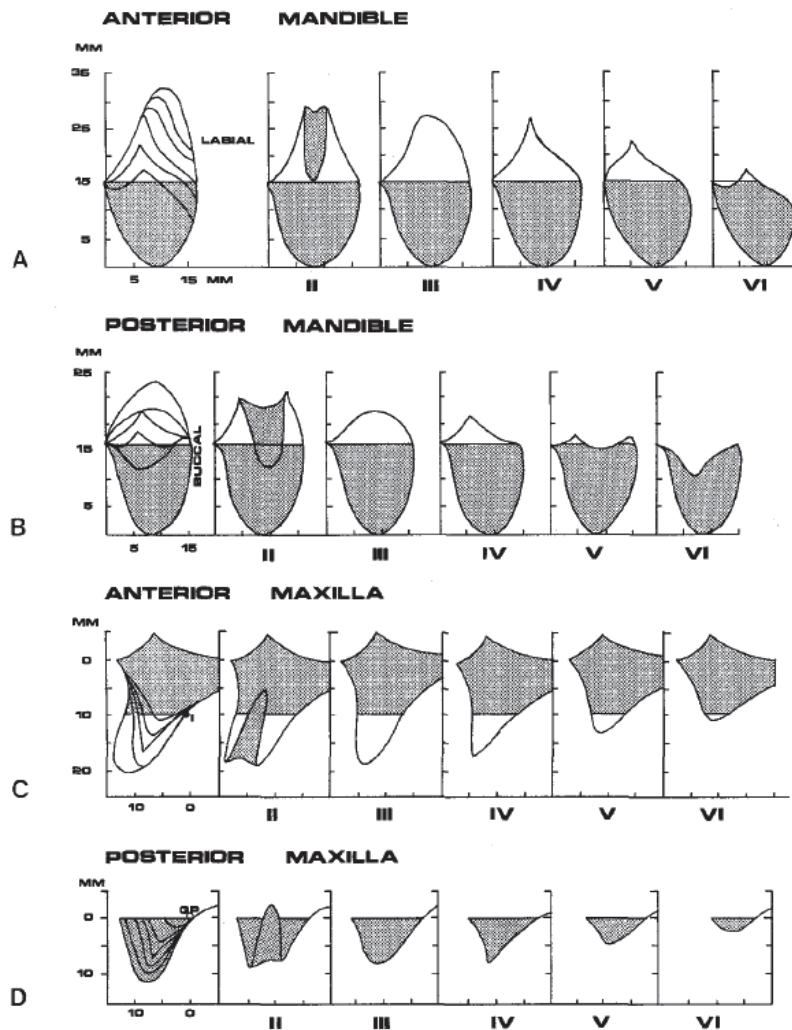 ANTERIOR MANDIBLE
MM
35
25
15
5
5 15 MM
LABIAL
A
II III IV V VI
POSTERIOR MANDIBLE
MM
25
15
5
5 15
BUCCAL
B
II III IV V VI
ANTERIOR MAXILLA
MM
0
10
20
10 0
I
C
II III IV V VI
POSTERIOR MAXILLA
MM
0
10
10 0
G.P.
D
II III IV V VI